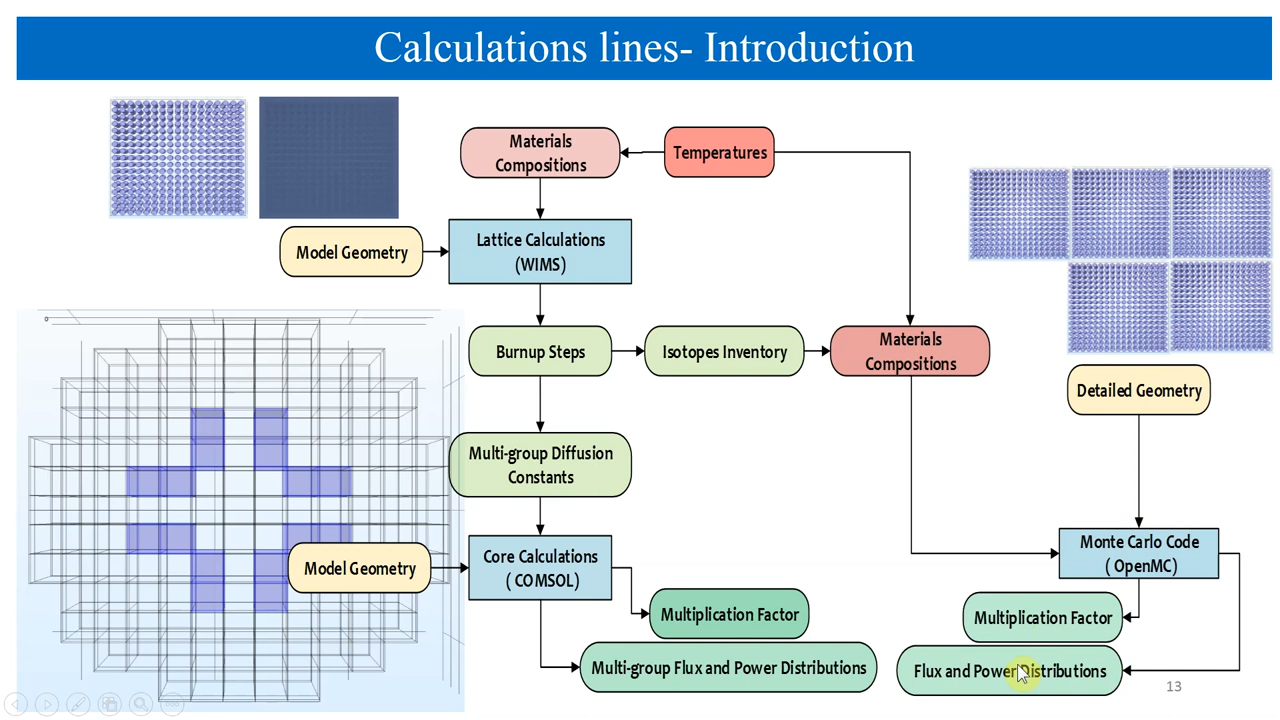 Calculations lines- Introduction
Materials
Compositions
Temperatures
Model Geometry
Lattice Calculations
(WIMS)
Burnup Steps
Isotopes Inventory
Materials
Compositions
Detailed Geometry
Multi-group Diffusion
Constants
Model Geometry
Core Calculations
( COMSOL)
Monte Carlo Code
( OpenMC)
Multiplication Factor
Multi-group Flux and Power Distributions
Multiplication Factor
Flux and Power Distributions
13